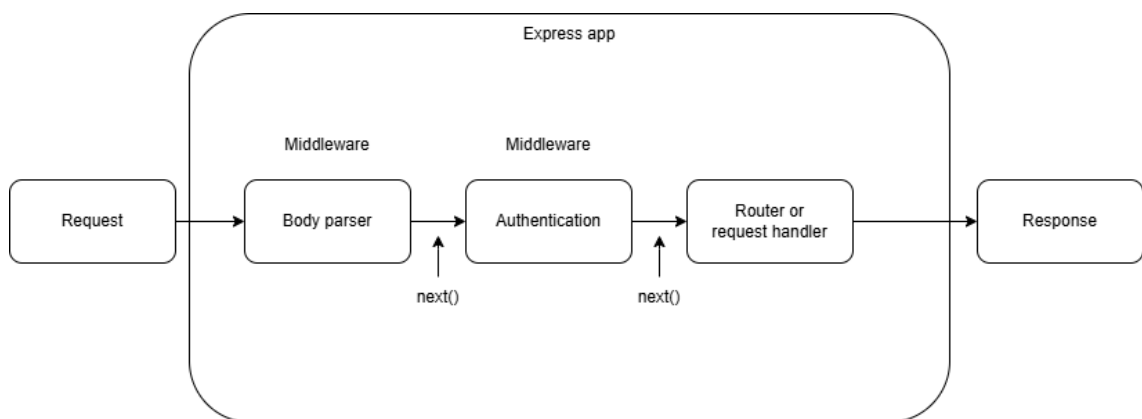 Express app
Middleware
Middleware
Request
Body parser
Authentication
Router or
request handler
Response
next()
next()